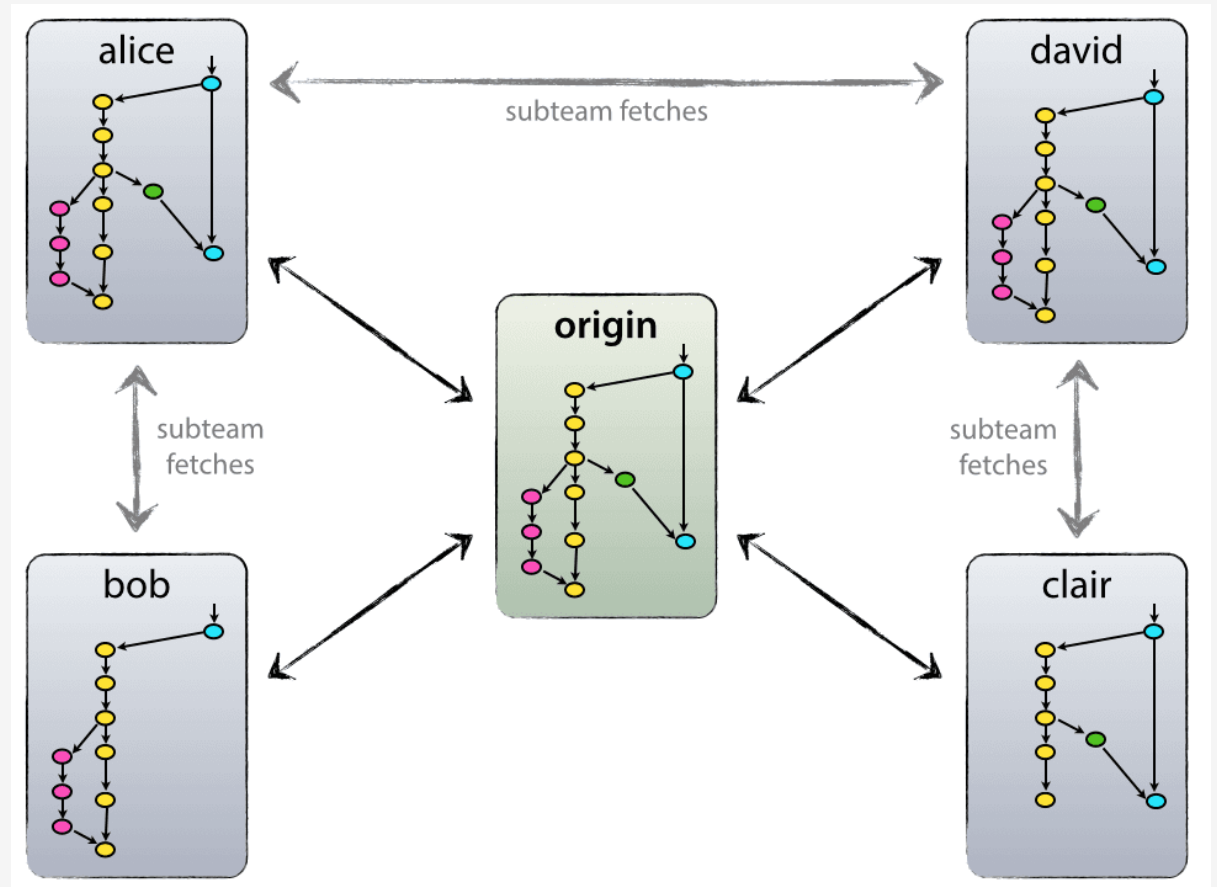 alice
david
subteam fetches
origin
subteam
fetches
subteam
fetches
bob
clair